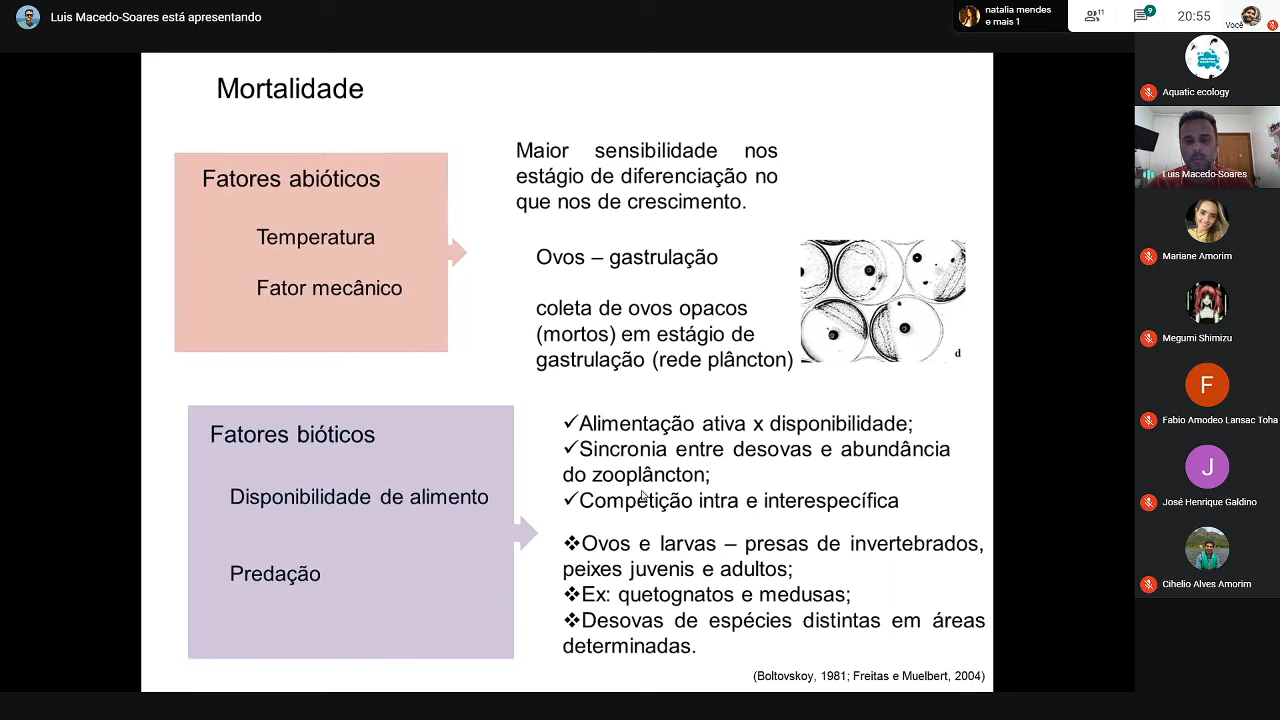 Luis Macedo-Soares está apresentando
natalia mendes
e mais 1
11
9
20:55
Você
Mortalidade
Fatores abióticos
Temperatura
Fator mecânico
Maior sensibilidade nos
estágio de diferenciação no
que nos de crescimento.
Ovos – gastrulação
coleta de ovos opacos
(mortos) em estágio de
gastrulação (rede plâncton)
d
Fatores bióticos
Disponibilidade de alimento
Predação
✓Alimentação ativa x disponibilidade;
✓Sincronia entre desovas e abundância
do zooplâncton;
✓Competição intra e interespecífica
❖Ovos e larvas – presas de invertebrados,
peixes juvenis e adultos;
❖Ex: quetognatos e medusas;
❖Desovas de espécies distintas em áreas
determinadas.
(Boltovskoy, 1981; Freitas e Muelbert, 2004)
Aquatic ecology
Luis Macedo-Soares
Mariane Amorim
Megumi Shimizu
F
Fabio Amodeo Lansac Toha
J
José Henrique Galdino
Cihelio Alves Amorim